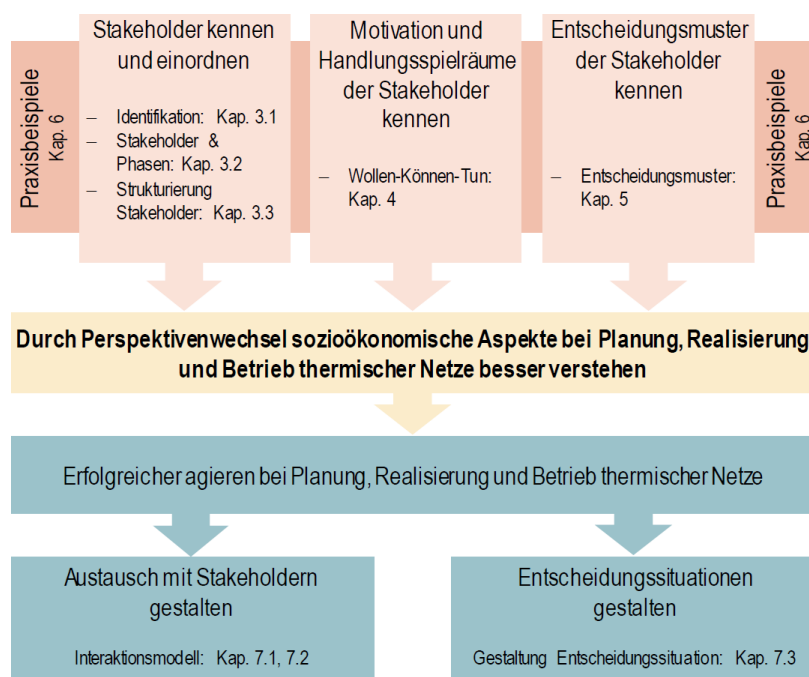 Praxisbeispiele
Kap. 6
Stakeholder kennen
und einordnen
– Identifikation: Kap. 3.1
– Stakeholder &
Phasen: Kap. 3.2
– Strukturierung
Stakeholder: Kap. 3.3
Motivation und
Handlungsspielräume
der Stakeholder
kennen
– Wollen-Können-Tun:
Kap. 4
Entscheidungsmuster
der Stakeholder
kennen
– Entscheidungsmuster:
Kap. 5
Praxisbeispiele
Kap. 6
Durch Perspektivenwechsel sozioökonomische Aspekte bei Planung, Realisierung
und Betrieb thermischer Netze besser verstehen
Erfolgreicher agieren bei Planung, Realisierung und Betrieb thermischer Netze
Austausch mit Stakeholdern
gestalten
Interaktionsmodell: Kap. 7.1, 7.2
Entscheidungssituationen
gestalten
Gestaltung Entscheidungssituation: Kap. 7.3